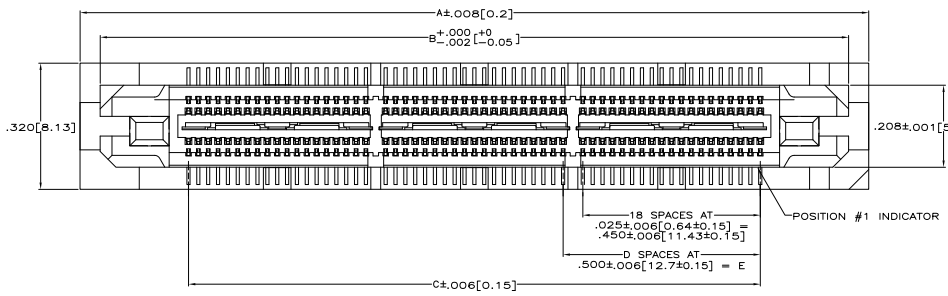 A±.008[0.2]
B+.000 -.002 [+0 -0.05]
.320[8.13]
.208±.001[5
POSITION #1 INDICATOR
18 SPACES AT
.025±.006[0.64±0.15] =
.450±.006[11.43±0.15]
D SPACES AT
.500±.006[12.7±0.15] = E
C±.006[0.15]